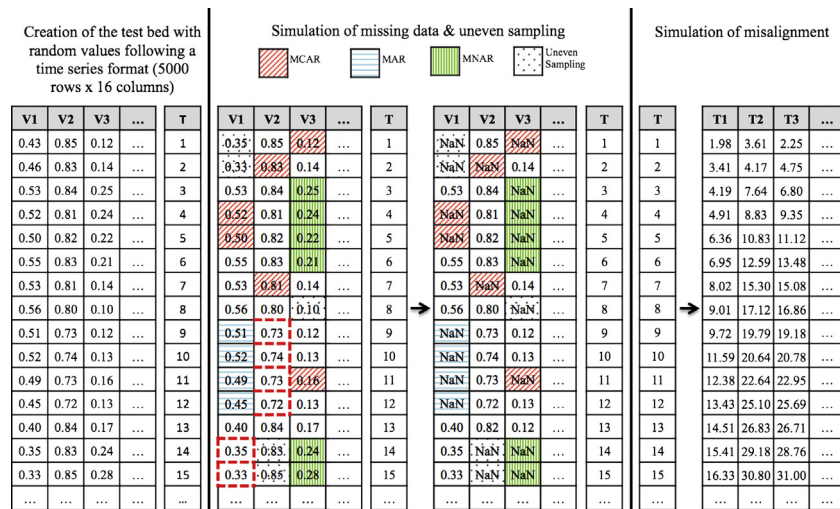 Creation of the test bed with
random values following a
time series format (5000
rows x 16 columns)
Simulation of missing data & uneven sampling
MCAR
MAR
MNAR
Uneven
Sampling
Simulation of misalignment
V1 V2 V3 ... T V1 V2 V3 ... T V1 V2 V3 ... T T T1 T2 T3 ...
0.43 0.85 0.12 ... 1 0.35 0.85 0.12 ... 1 NaN 0.85 NaN ... 1 1 1.98 3.61 2.25 ...
0.46 0.83 0.14 ... 2 0.33 0.83 0.14 ... 2 NaN NaN 0.14 ... 2 2 3.41 4.17 4.75 ...
0.53 0.84 0.25 ... 3 0.53 0.84 0.25 ... 3 0.53 0.84 NaN ... 3 3 4.19 7.64 6.80 ...
0.52 0.81 0.24 ... 4 0.52 0.81 0.24 ... 4 NaN 0.81 NaN ... 4 4 4.91 8.83 9.35 ...
0.50 0.82 0.22 ... 5 0.50 0.82 0.22 ... 5 NaN 0.82 NaN ... 5 5 6.36 10.83 11.12 ...
0.55 0.83 0.21 ... 6 0.55 0.83 0.21 ... 6 0.55 0.83 NaN ... 6 6 6.95 12.59 13.48 ...
0.53 0.81 0.14 ... 7 0.53 0.81 0.14 ... 7 0.53 NaN 0.14 ... 7 7 8.02 15.30 15.08 ...
0.56 0.80 0.10 ... 8 0.56 0.80 0.10 ... 8 0.56 0.80 NaN ... 8 8 9.01 17.12 16.86 ...
0.51 0.73 0.12 ... 9 0.51 0.73 0.12 ... 9 NaN 0.73 0.12 ... 9 9 9.72 19.79 19.18 ...
0.52 0.74 0.13 ... 10 0.52 0.74 0.13 ... 10 NaN 0.74 0.13 ... 10 10 11.59 20.64 20.78 ...
0.49 0.73 0.16 ... 11 0.49 0.73 0.16 ... 11 NaN 0.73 NaN ... 11 11 12.38 22.64 22.95 ...
0.45 0.72 0.13 ... 12 0.45 0.72 0.13 ... 12 NaN 0.72 0.13 ... 12 12 13.43 25.10 25.69 ...
0.40 0.84 0.17 ... 13 0.40 0.84 0.17 ... 13 0.40 0.82 0.12 ... 13 13 14.51 26.83 26.71 ...
0.35 0.83 0.24 ... 14 0.35 0.83 0.24 ... 14 0.35 NaN NaN ... 14 14 15.41 29.18 28.76 ...
0.33 0.85 0.28 ... 15 0.33 0.85 0.28 ... 15 0.33 NaN NaN ... 15 15 16.33 30.80 31.00 ...
... ... ... ... ... ... ... ... ... ... ... ... ... ... ... ... ... ... ... ...